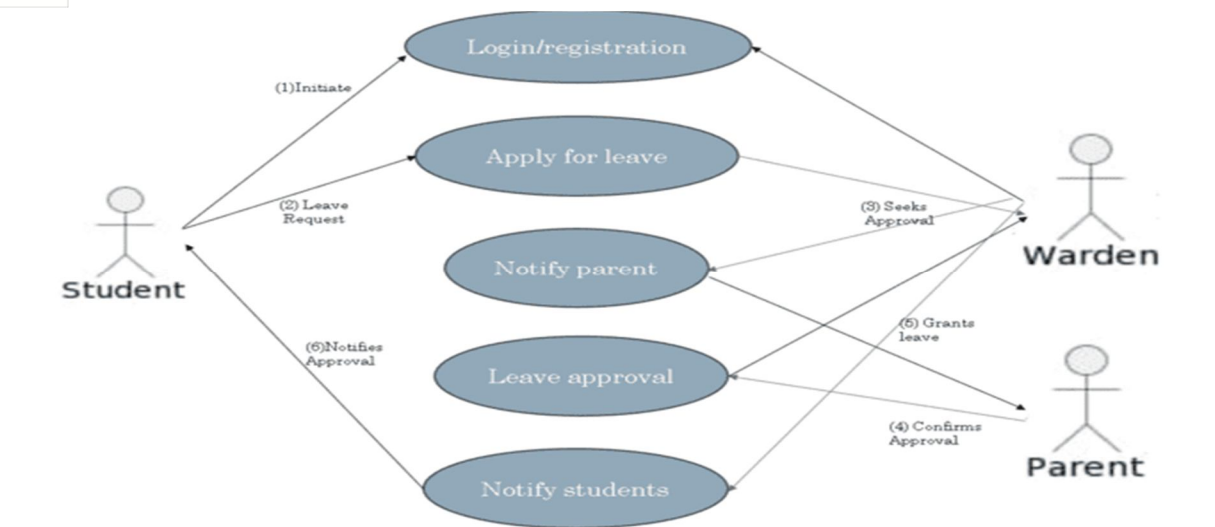 Login/registration
(1)Initiate
Apply for leave
(2) Leave
Request
(3) Seeks
Approval
Warden
Student
Notify parent
(5) Grants
leave
(6)Notifies
Approval
Leave approval
(4) Confirms
Approval
Parent
Notify students